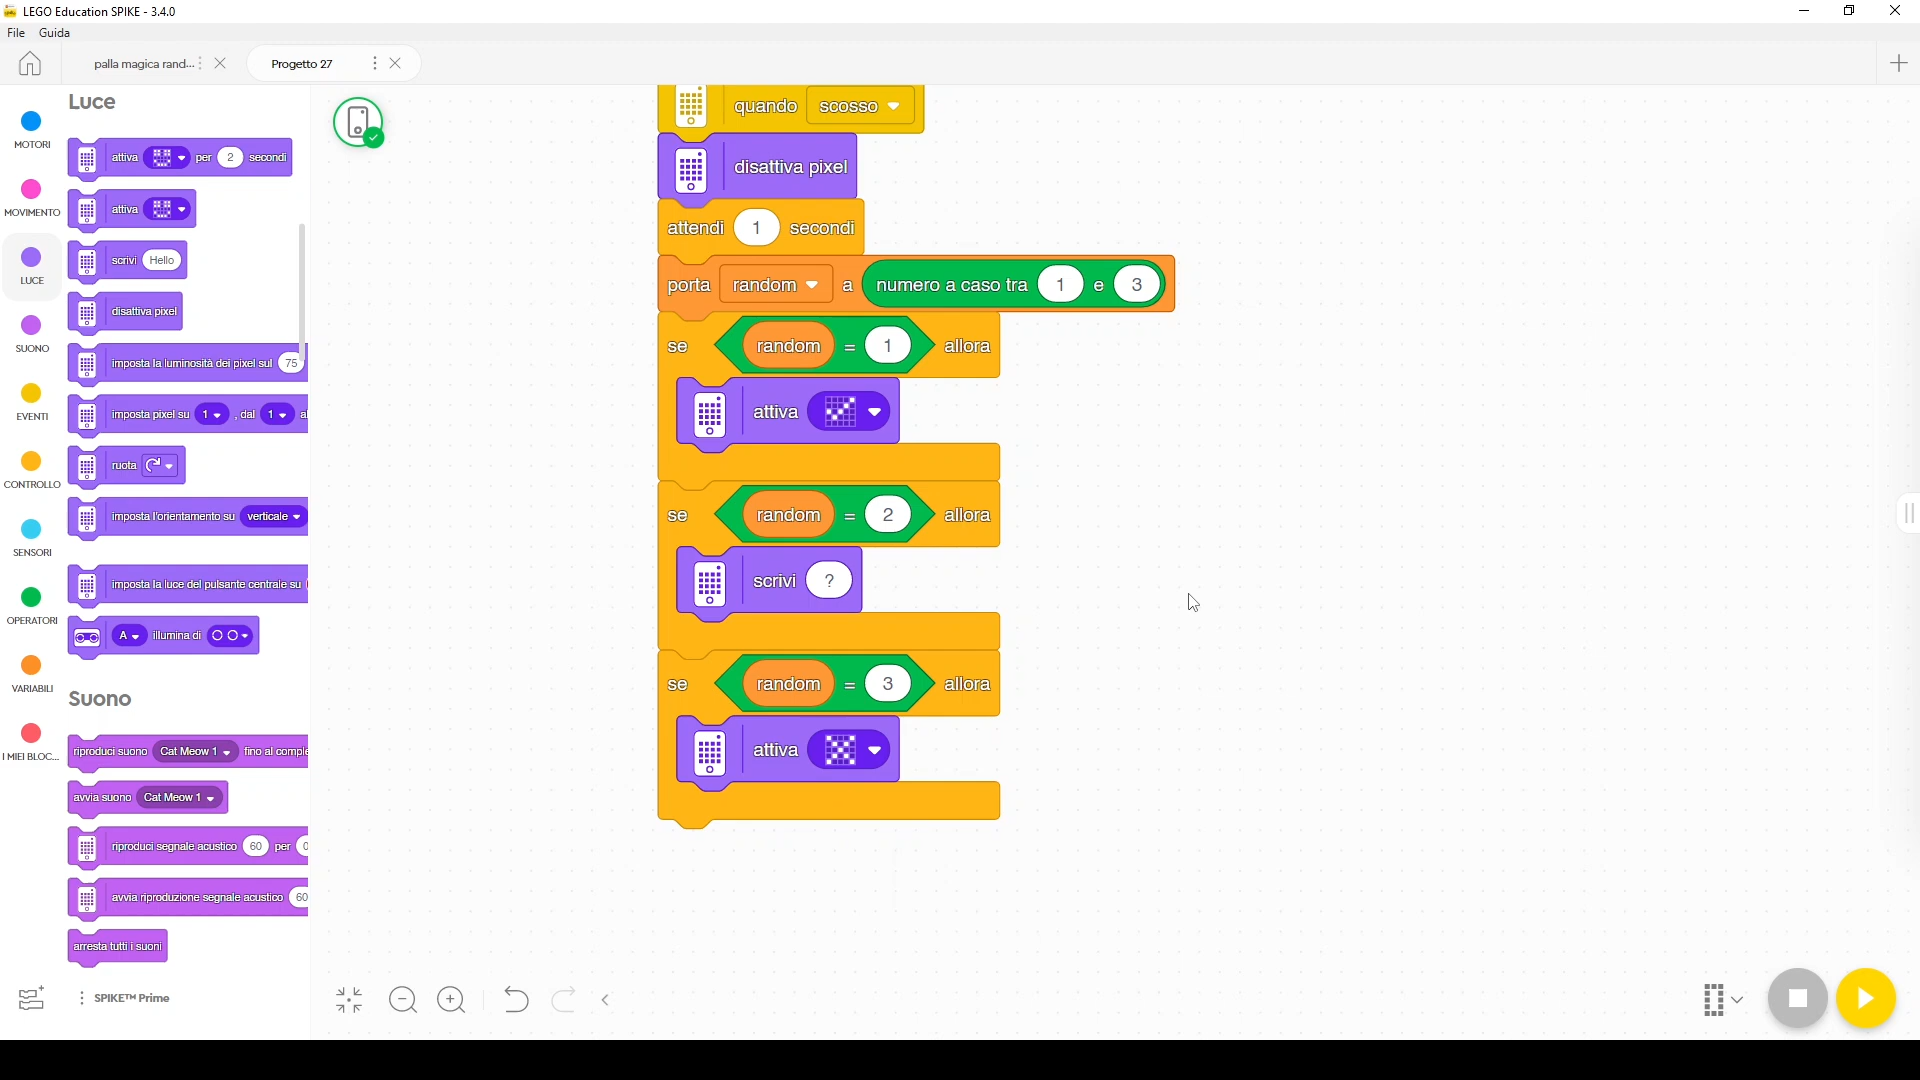 LEGO Education SPIKE - 3.4.0
File Guida
palla magica rand...
Progetto 27
MOTORI
MOVIMENTO
LUCE
SUONO
EVENTI
CONTROLLO
SENSORI
OPERATORI
VARIABILI
I MIEI BLOC...
Luce
attiva per 2 secondi
attiva
scrivi Hello
disattiva pixel
imposta la luminosità dei pixel sul 75
imposta pixel su 1 , dal 1 al
ruota
imposta l'orientamento su verticale
imposta la luce del pulsante centrale su
A illumina di
Suono
riproduci suono Cat Meow 1 fino al comple
avvia suono Cat Meow 1
riproduci segnale acustico 60 per 0
avvia riproduzione segnale acustico 60
arresta tutti i suoni
SPIKE™ Prime
quando scosso
disattiva pixel
attendi 1 secondi
porta random a numero a caso tra 1 e 3
se random = 1 allora
attiva
se random = 2 allora
scrivi ?
se random = 3 allora
attiva